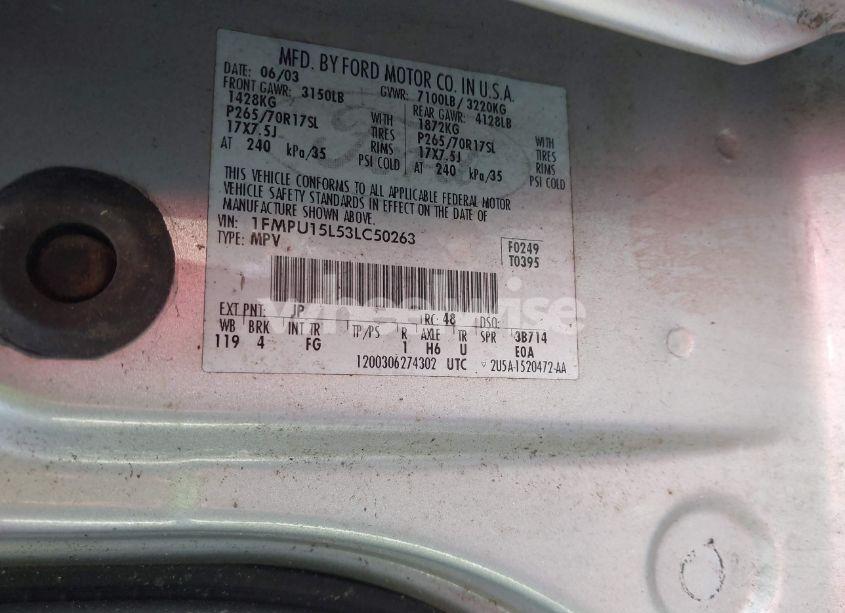 MFD. BY FORD MOTOR CO. IN U.S.A.
DATE: 06/03 GVWR: 7100LB/ 3220KG
FRONT GAWR: 3150LB REAR GAWR: 4128LB
1428KG WITH 1872KG WITH
P265/70R17SL TIRES P265/70R17SL TIRES
17X7.5J RIMS 17X7.5J RIMS
AT 240 kPa/35 PSI COLD AT 240 kPa/35 PSI COLD
THIS VEHICLE CONFORMS TO ALL APPLICABLE FEDERAL MOTOR
VEHICLE SAFETY STANDARDS IN EFFECT ON THE DATE OF
MANUFACTURE SHOWN ABOVE.
VIN: 1FMPU15L53LC50263
TYPE: MPV
F0249
T0395
wheelwise
EXT PNT: JP RC: 48 DSO:
WB BRK INT TR TP/PS R AXLE TR SPR 3B714
119 4 FG 1 H6 U E0A
1200306274302 UTC 2U5A-1520472-AA